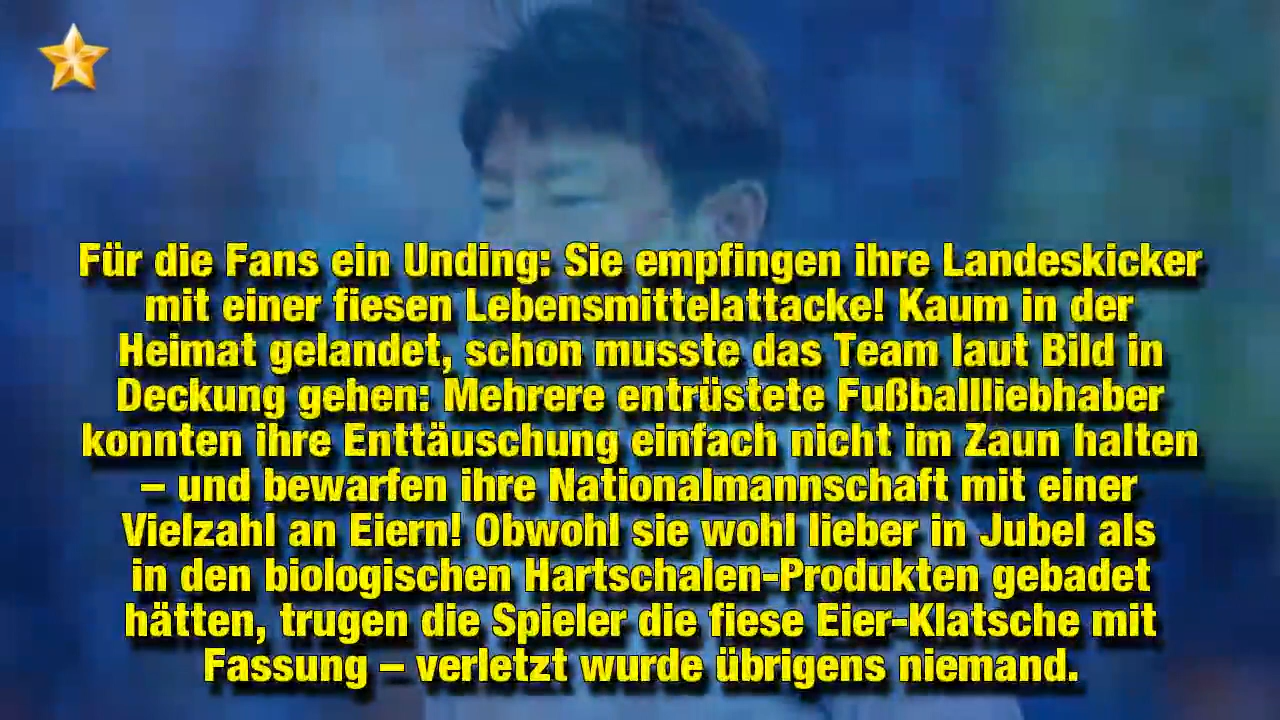 Für die Fans ein Unding: Sie empfingen ihre Landeskicker
mit einer fiesen Lebensmittelattacke! Kaum in der
Heimat gelandet, schon musste das Team laut Bild in
Deckung gehen: Mehrere entrüstete Fußballliebhaber
konnten ihre Enttäuschung einfach nicht im Zaun halten
– und bewarfen ihre Nationalmannschaft mit einer
Vielzahl an Eiern! Obwohl sie wohl lieber in Jubel als
in den biologischen Hartschalen-Produkten gebadet
hätten, trugen die Spieler die fiese Eier-Klatsche mit
Fassung – verletzt wurde übrigens niemand.